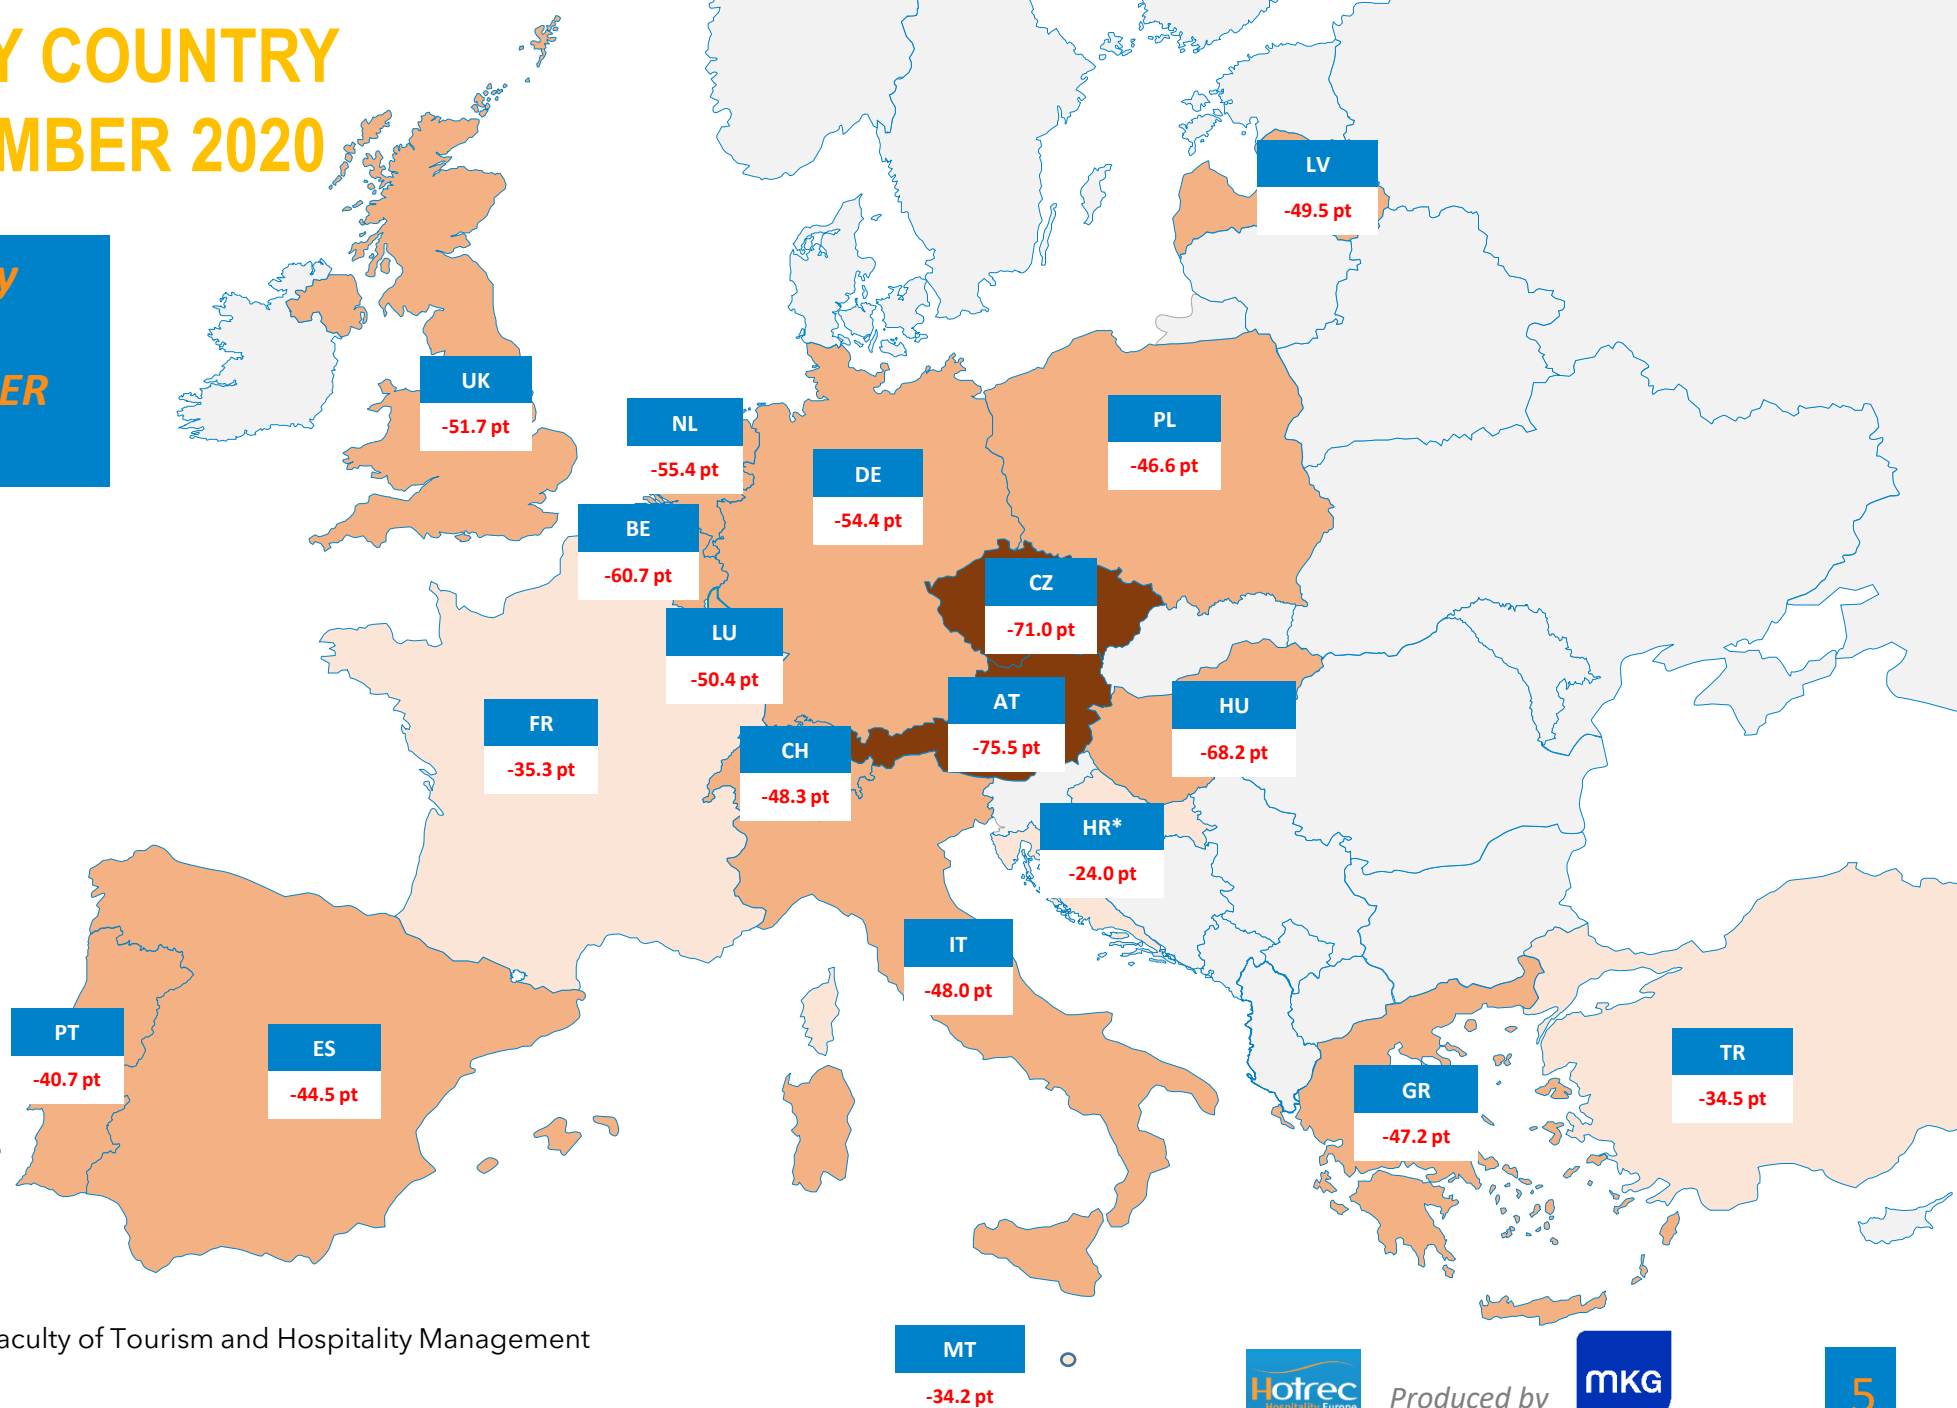 Y COUNTRY
MBER 2020
y
ER
LV
-49.5 pt
UK
-51.7 pt
NL
-55.4 pt
PL
-46.6 pt
DE
-54.4 pt
BE
-60.7 pt
CZ
-71.0 pt
LU
-50.4 pt
AT
-75.5 pt
HU
-68.2 pt
FR
-35.3 pt
CH
-48.3 pt
HR*
-24.0 pt
IT
-48.0 pt
PT
-40.7 pt
ES
-44.5 pt
TR
-34.5 pt
GR
-47.2 pt
aculty of Tourism and Hospitality Management
MT
-34.2 pt
Hotrec
Hospitality Europe
Produced by
MKG
5